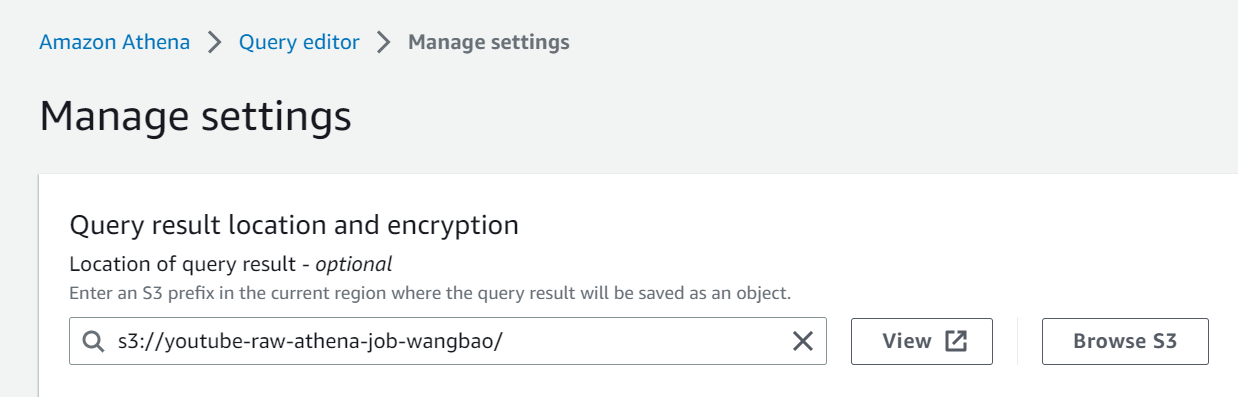 Amazon Athena > Query editor > Manage settings
Manage settings
Query result location and encryption
Location of query result - optional
Enter an S3 prefix in the current region where the query result will be saved as an object.
s3://youtube-raw-athena-job-wangbao/ View Browse S3